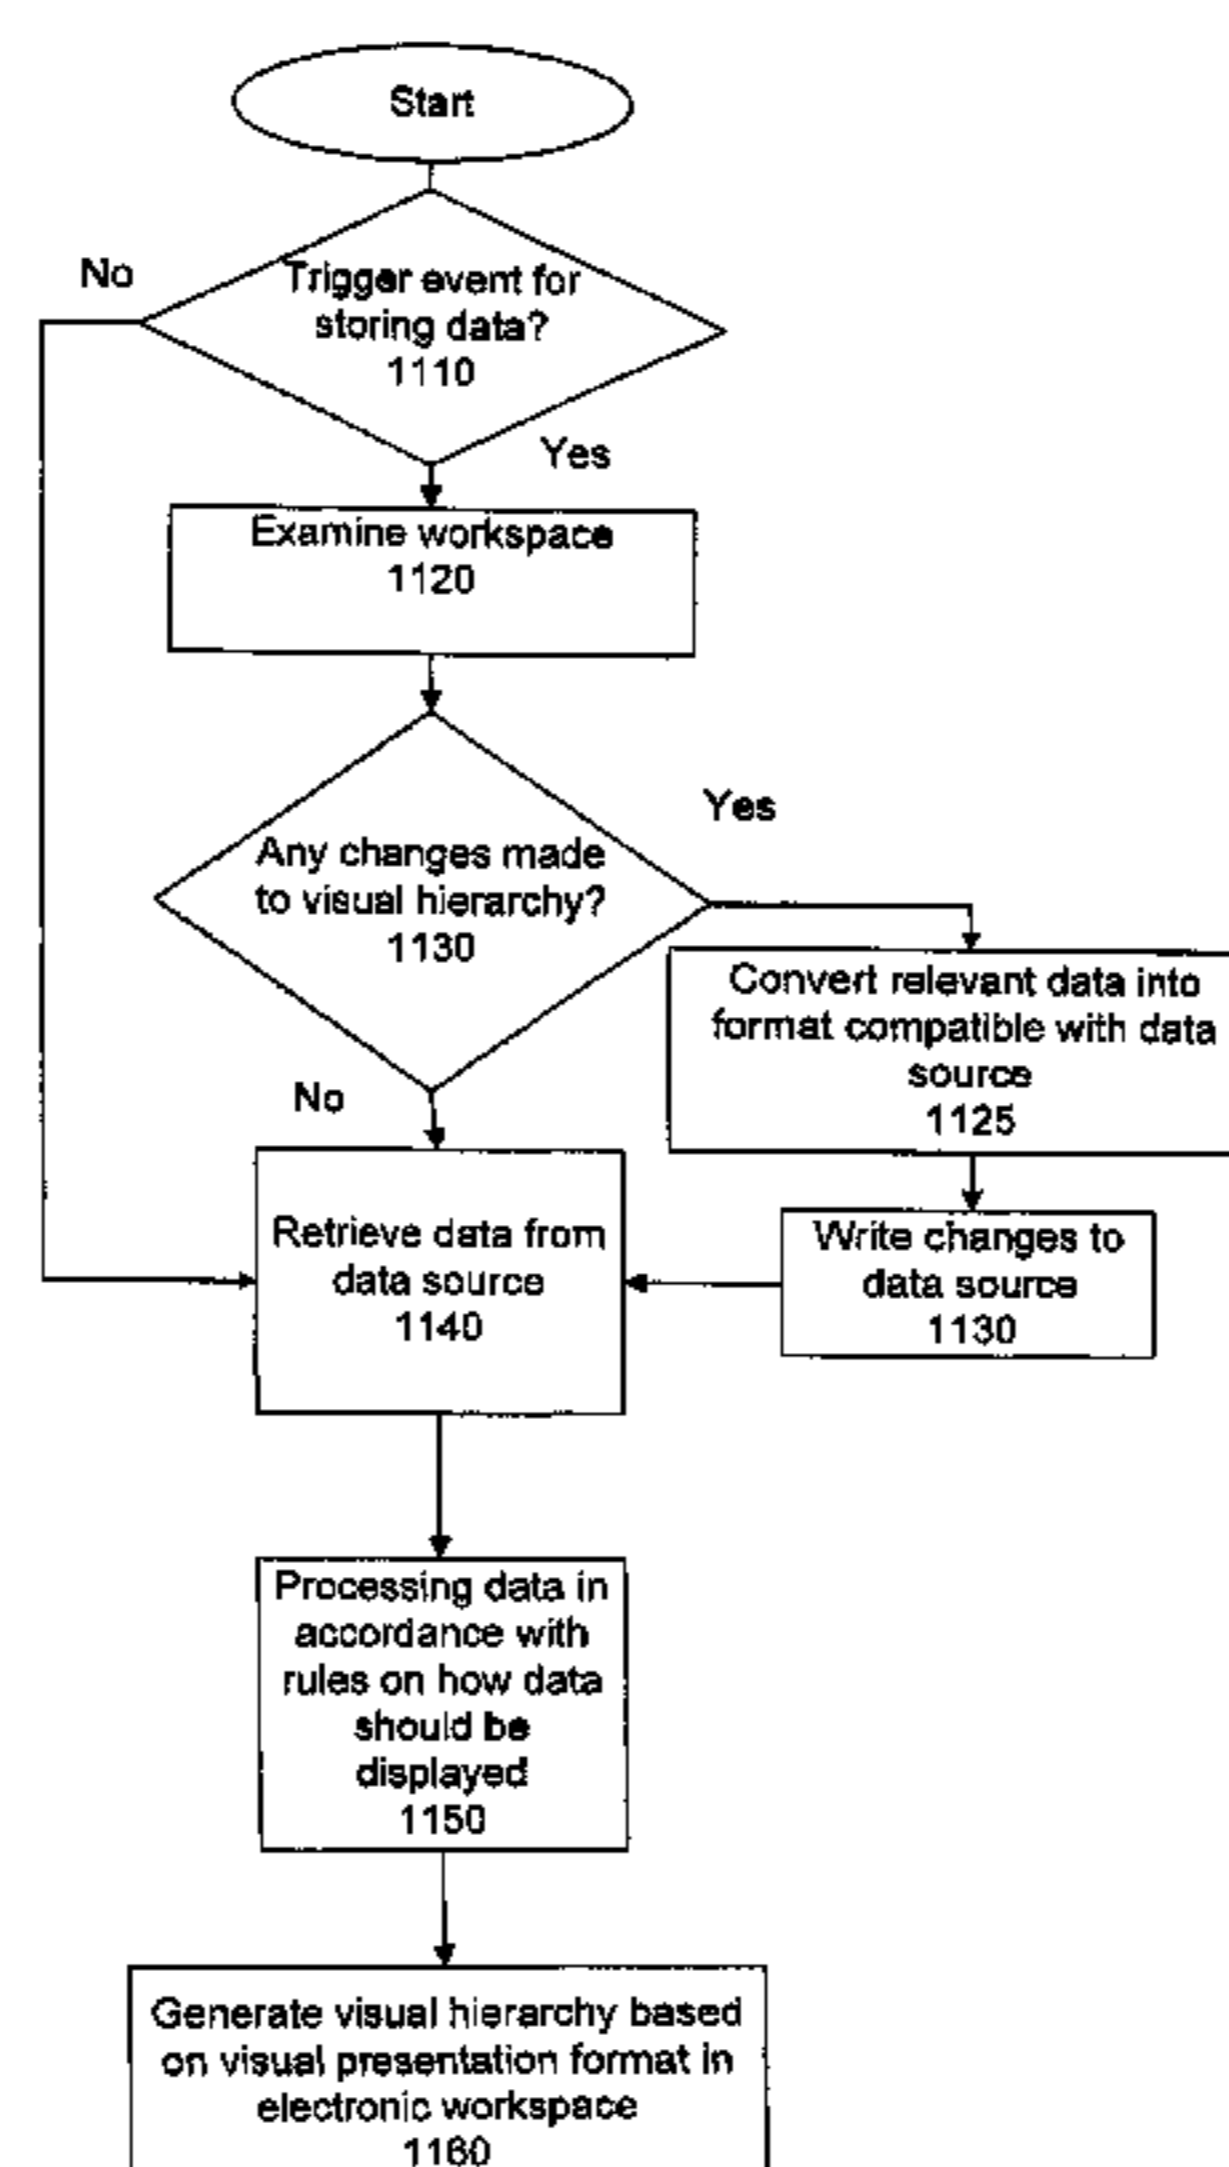 Start
No
Trigger event for
storing data?
1110
Yes
Examine workspace
1120
Yes
Any changes made
to visual hierarchy?
1130
Convert relevant data into
format compatible with data
source
1125
No
Retrieve data from
data source
1140
Write changes to
data source
1130
Processing data in
accordance with
rules on how data
should be
displayed
1150
Generate visual hierarchy based
on visual presentation format in
electronic workspace
1160